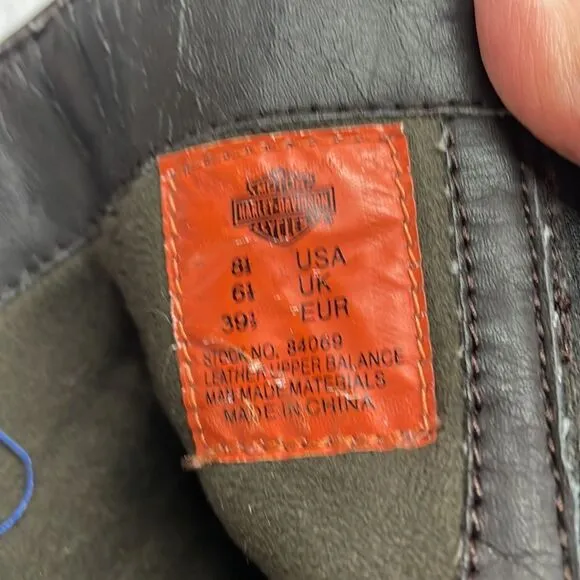 HARLEY-DAVIDSON
CYCLES
8½ USA
6½ UK
39½ EUR
STOCK NO. 84069
LEATHER UPPER BALANCE
MAN MADE MATERIALS
MADE IN CHINA